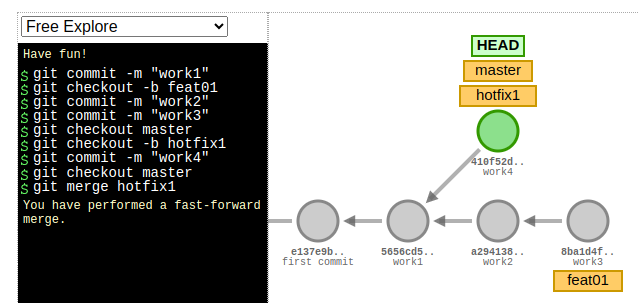 Free Explore
Have fun!
$ git commit -m "work1"
$ git checkout -b feat01
$ git commit -m "work2"
$ git commit -m "work3"
$ git checkout master
$ git checkout -b hotfix1
$ git commit -m "work4"
$ git checkout master
$ git merge hotfix1
You have performed a fast-forward
merge.
HEAD
master
hotfix1
410f52d..
work4
e137e9b..
first commit
5656cd5..
work1
a294138..
work2
8ba1d4f..
work3
feat01